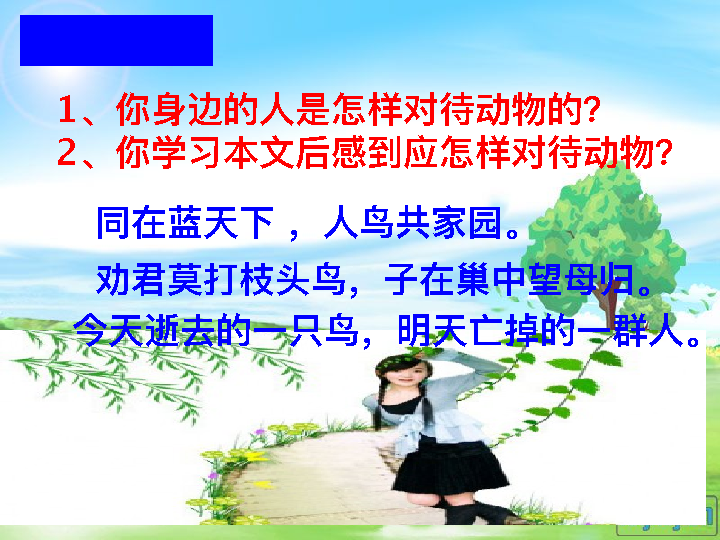 1、你身边的人是怎样对待动物的?
2、你学习本文后感到应怎样对待动物?
同在蓝天下 ，人鸟共家园。
劝君莫打枝头鸟，子在巢中望母归。
今天逝去的一只鸟，明天亡掉的一群人。